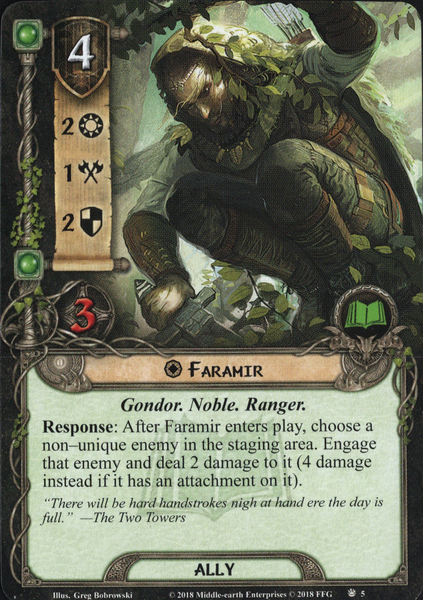 4
2
1
2
3
Faramir
Gondor. Noble. Ranger.
Response: After Faramir enters play, choose a
non–unique enemy in the staging area. Engage
that enemy and deal 2 damage to it (4 damage
instead if it has an attachment on it).
“There will be hard handstrokes nigh at hand ere the day is
full.” —The Two Towers
ALLY
Illus. Greg Bobrowski © 2018 Middle-earth Enterprises © 2018 FFG 5